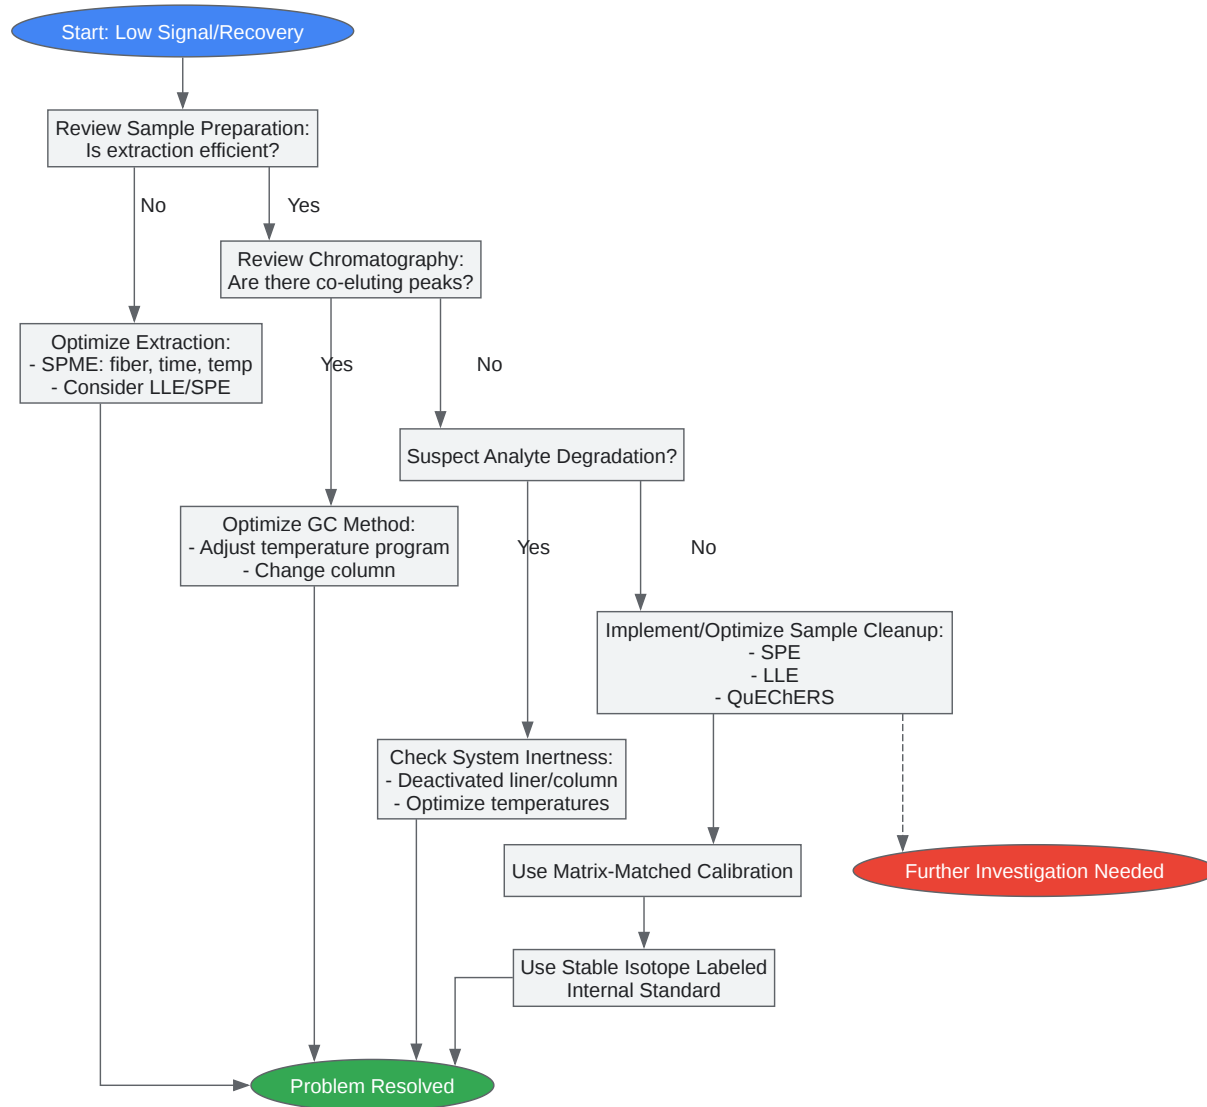 Start: Low Signal/Recovery
Review Sample Preparation:
Is extraction efficient?
No
Yes
Review Chromatography:
Are there co-eluting peaks?
Optimize Extraction:
- SPME: fiber, time, temp
- Consider LLE/SPE
Yes
No
Suspect Analyte Degradation?
Optimize GC Method:
- Adjust temperature program
- Change column
Yes
No
Implement/Optimize Sample Cleanup:
- SPE
- LLE
- QuEChERS
Check System Inertness:
- Deactivated liner/column
- Optimize temperatures
Use Matrix-Matched Calibration
Further Investigation Needed
Use Stable Isotope Labeled
Internal Standard
Problem Resolved